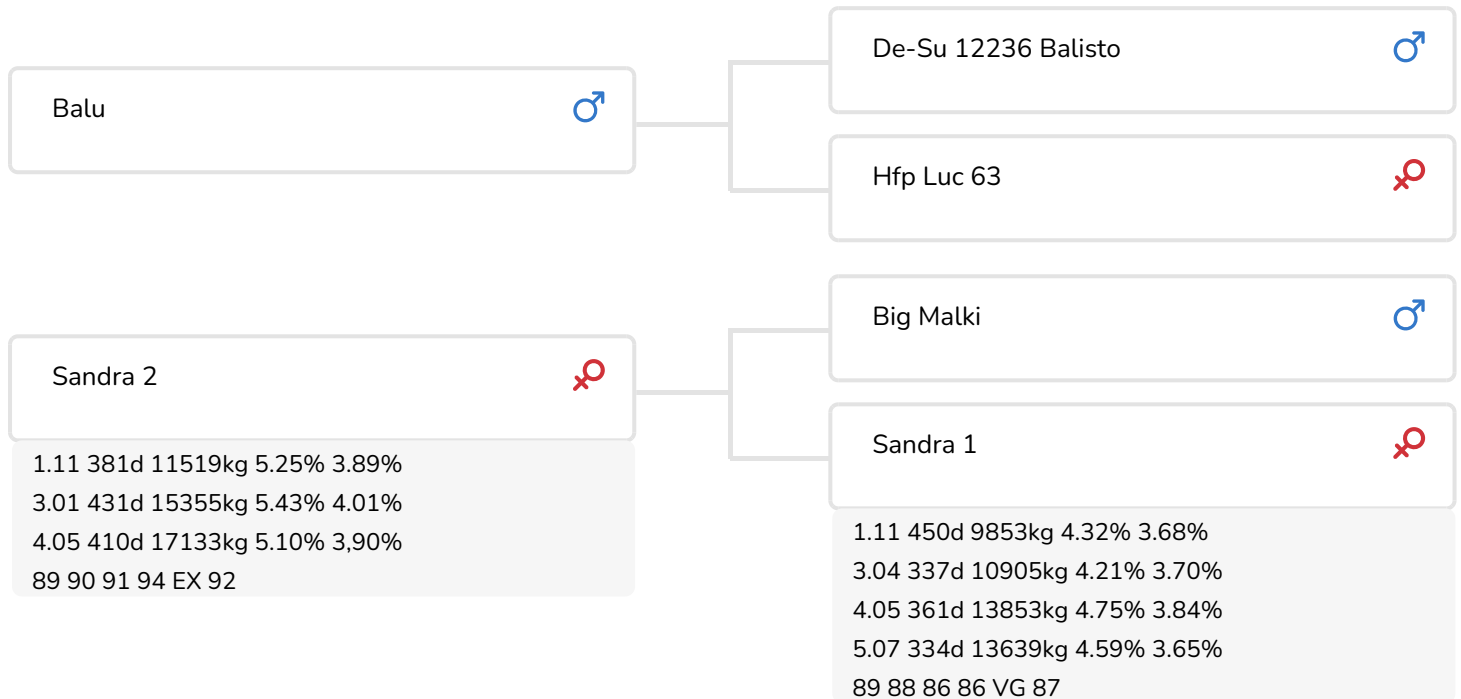 Balu
De-Su 12236 Balisto
Hfp Luc 63
Sandra 2
1.11 381d 11519kg 5.25% 3.89%
3.01 431d 15355kg 5.43% 4.01%
4.05 410d 17133kg 5.10% 3,90%
89 90 91 94 EX 92
Big Malki
Sandra 1
1.11 450d 9853kg 4.32% 3.68%
3.04 337d 10905kg 4.21% 3.70%
4.05 361d 13853kg 4.75% 3.84%
5.07 334d 13639kg 4.59% 3.65%
89 88 86 86 VG 87